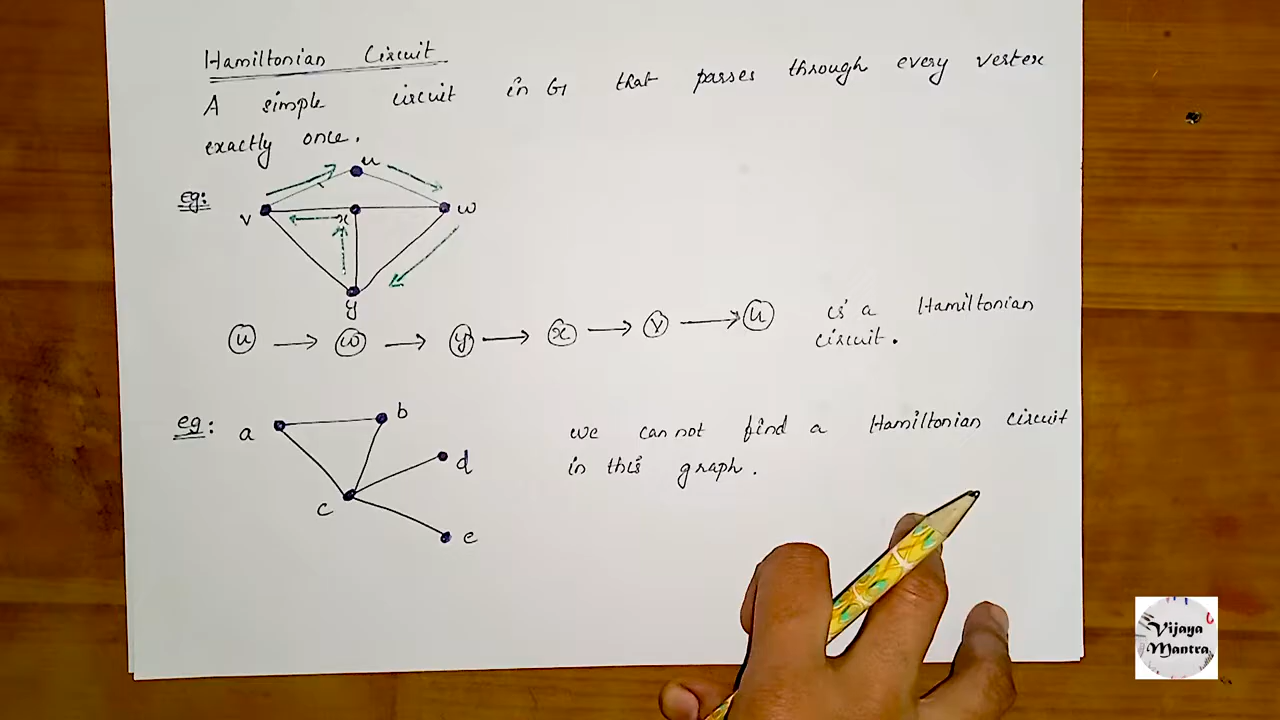 Hamiltonian Circuit
A simple circuit in G that passes through every vertex
exactly once.
eg:
u
v
x
w
y
u → w → y → x → v → u is a Hamiltonian
circuit.
eg:
a
b
c
d
e
we can not find a Hamiltonian circuit
in this graph.
Vijaya
Mantra